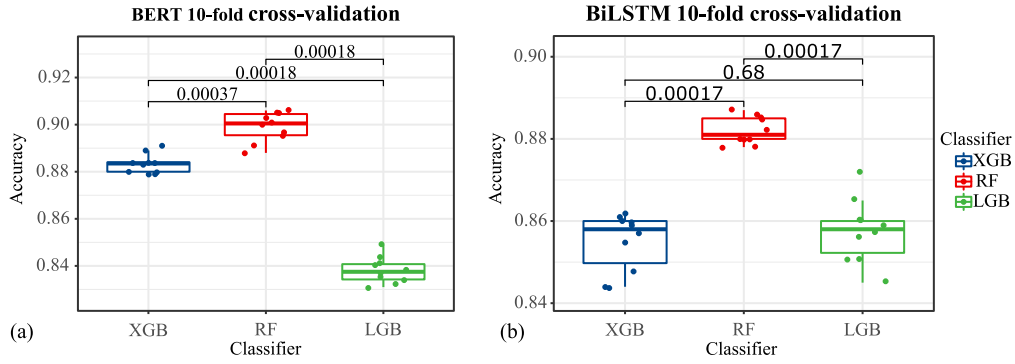 BERT 10-fold cross-validation
0.92
0.90
0.88
0.86
0.84
Accuracy
0.00018
0.00018
0.00037
XGB
RF
LGB
Classifier
(a)
BiLSTM 10-fold cross-validation
0.90
0.88
0.86
0.84
Accuracy
0.00017
0.68
0.00017
XGB
RF
LGB
Classifier
(b)
Classifier
XGB
RF
LGB